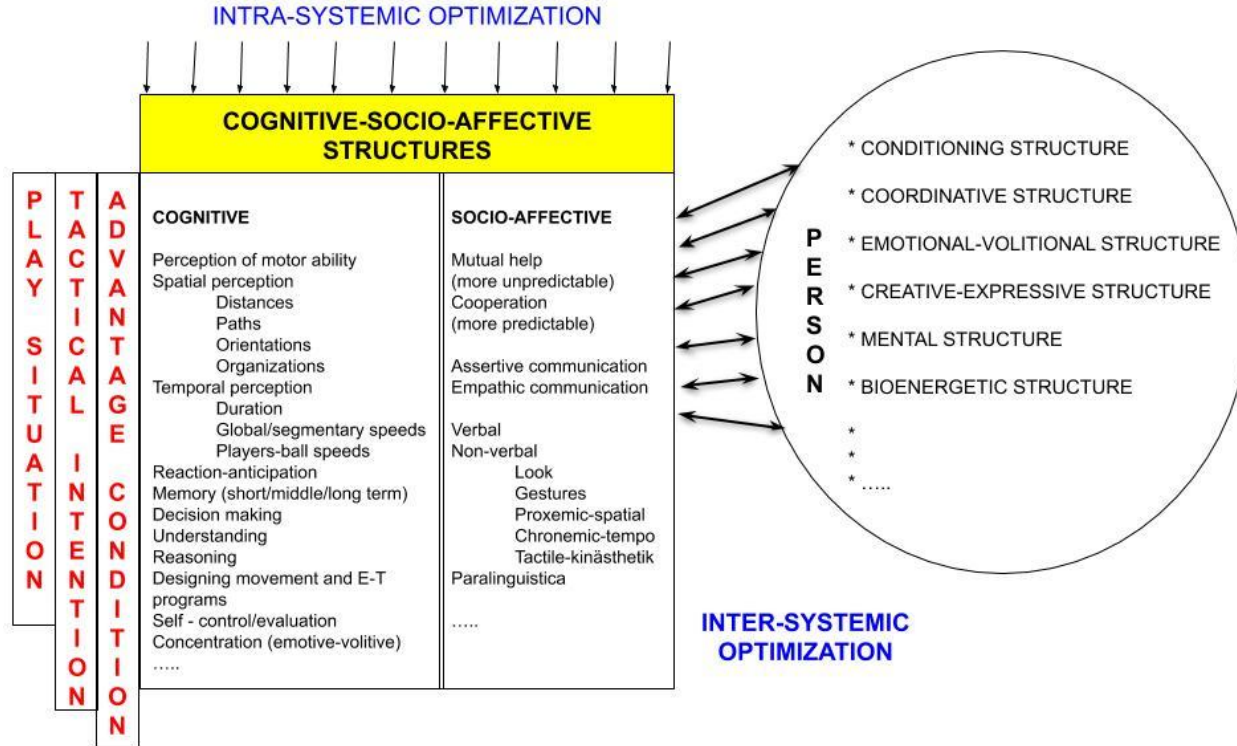 INTRA-SYSTEMIC OPTIMIZATION
COGNITIVE-SOCIO-AFFECTIVE
STRUCTURES
PLAY SITUATION
TACTICAL INTENTION
ADVANTAGE CONDITION
COGNITIVE
Perception of motor ability
Spatial perception
Distances
Paths
Orientations
Organizations
Temporal perception
Duration
Global/segmentary speeds
Players-ball speeds
Reaction-anticipation
Memory (short/middle/long term)
Decision making
Understanding
Reasoning
Designing movement and E-T
programs
Self - control/evaluation
Concentration (emotive-volitive)
…..
SOCIO-AFFECTIVE
Mutual help
(more unpredictable)
Cooperation
(more predictable)
Assertive communication
Empathic communication
Verbal
Non-verbal
Look
Gestures
Proxemic-spatial
Chronemic-tempo
Tactile-kinästhetik
Paralinguistica
…..
PERSON
* CONDITIONING STRUCTURE
* COORDINATIVE STRUCTURE
* EMOTIONAL-VOLITIONAL STRUCTURE
* CREATIVE-EXPRESSIVE STRUCTURE
* MENTAL STRUCTURE
* BIOENERGETIC STRUCTURE
*
*
* …..
INTER-SYSTEMIC
OPTIMIZATION